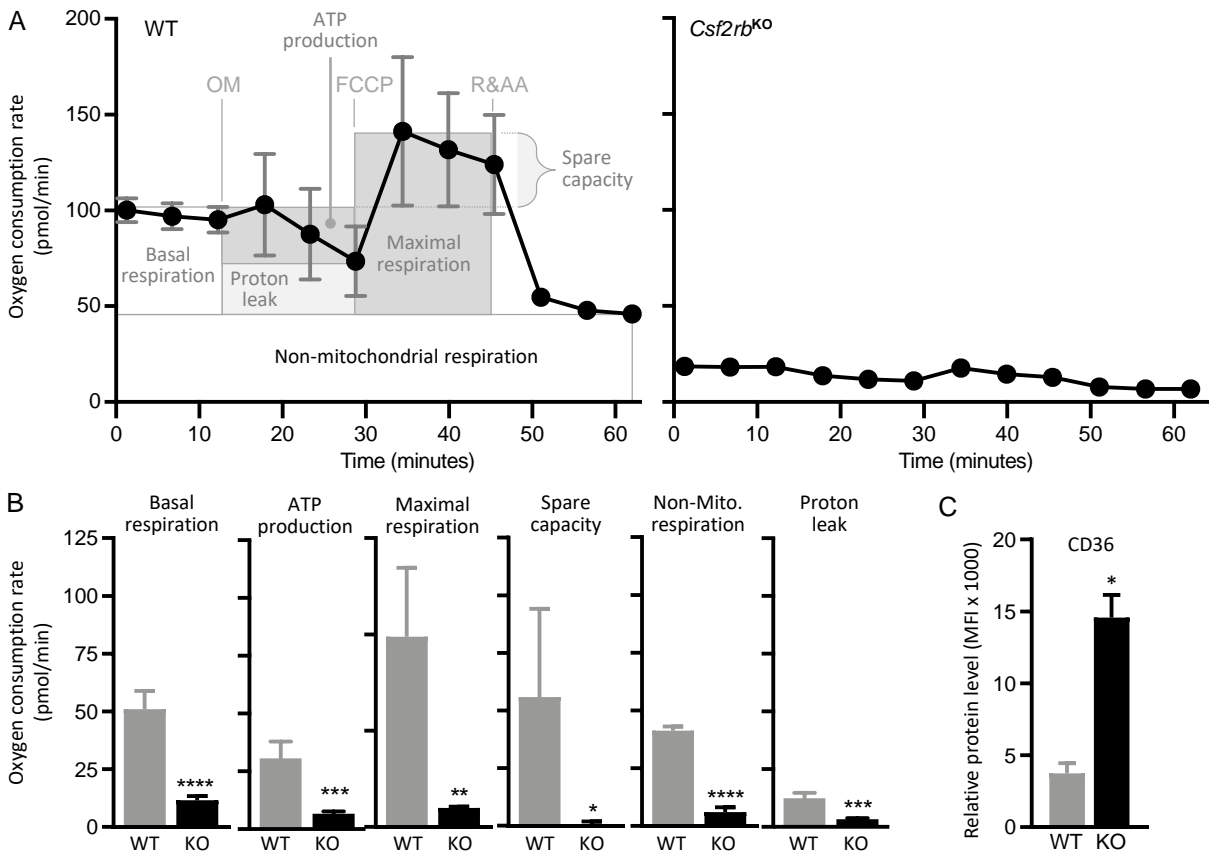 A
WT
Csf2rbKO
ATP
production
OM
FCCP
R&AA
Spare
capacity
Basal
respiration
Proton
leak
Maximal
respiration
Non-mitochondrial respiration
Oxygen consumption rate
(pmol/min)
200
150
100
50
0
0 10 20 30 40 50 60
Time (minutes)
0 10 20 30 40 50 60
Time (minutes)
B
Basal
respiration
ATP
production
Maximal
respiration
Spare
capacity
Non-Mito.
respiration
Proton
leak
Oxygen consumption rate
(pmol/min)
125
100
75
50
25
0
****
***
**
*
****
***
WT KO
WT KO
WT KO
WT KO
WT KO
WT KO
C
CD36
Relative protein level (MFI x 1000)
20
15
10
5
0
*
WT KO